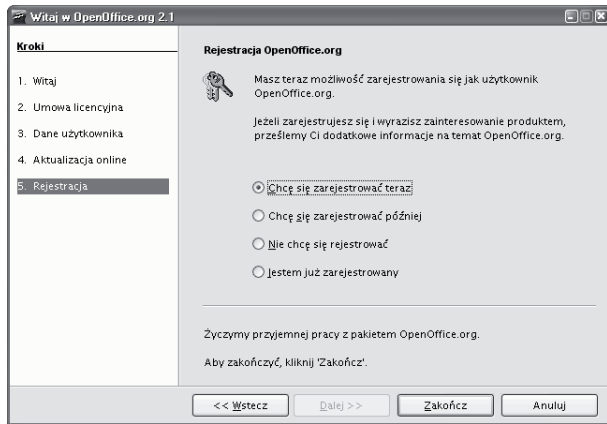 Witaj w OpenOffice.org 2.1
Kroki
1. Witaj
2. Umowa licencyjna
3. Dane użytkownika
4. Aktualizacja online
5. Rejestracja
Rejestracja OpenOffice.org
Masz teraz możliwość zarejestrowania się jak użytkownik
OpenOffice.org.
Jeżeli zarejestrujesz się i wyrazisz zainteresowanie produktem,
prześlemy Ci dodatkowe informacje na temat OpenOffice.org.
Chcę się zarejestrować teraz
Chcę się zarejestrować później
Nie chcę się rejestrować
Jestem już zarejestrowany
Życzymy przyjemnej pracy z pakietem OpenOffice.org.
Aby zakończyć, kliknij 'Zakończ'.
<< Wstecz
Dalej >>
Zakończ
Anuluj